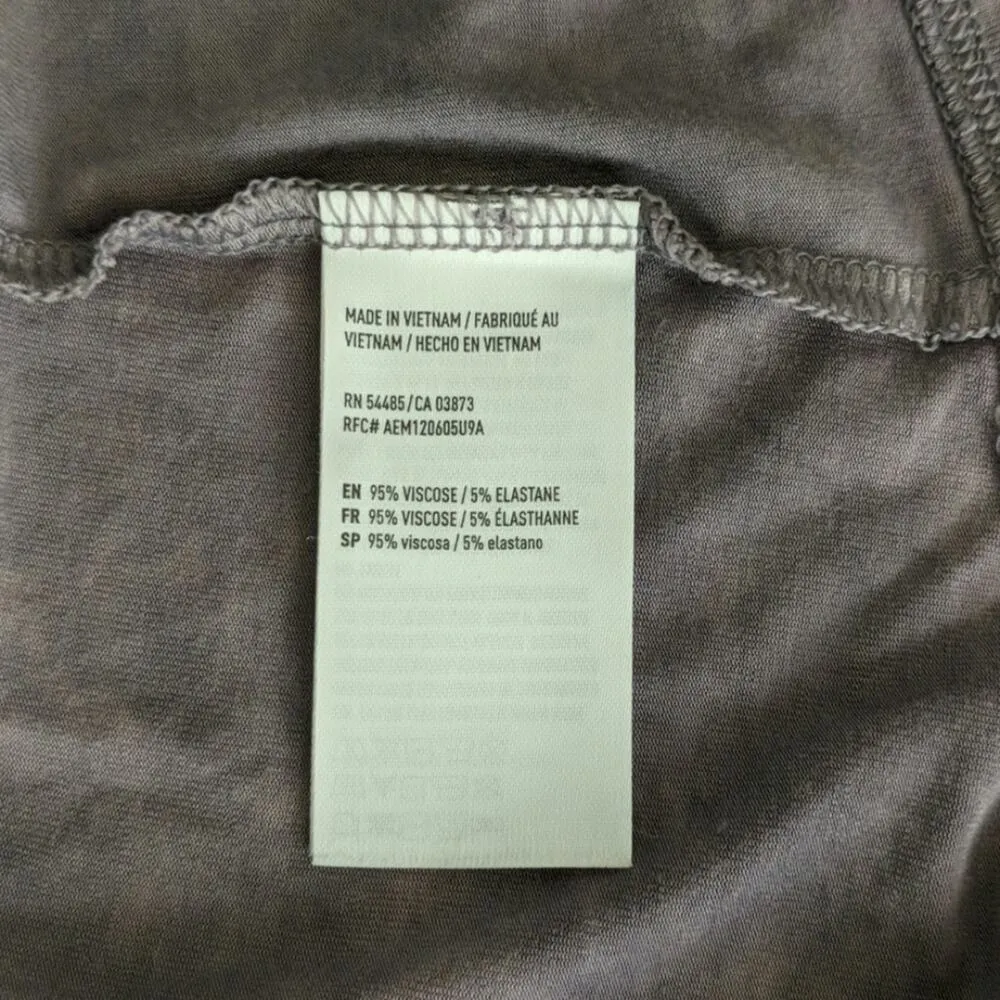 MADE IN VIETNAM / FABRIQUÉ AU
VIETNAM / HECHO EN VIETNAM
RN 54485/CA 03873
RFC# AEM120605U9A
EN 95% VISCOSE / 5% ELASTANE
FR 95% VISCOSE / 5% ÉLASTHANNE
SP 95% viscosa / 5% elastano